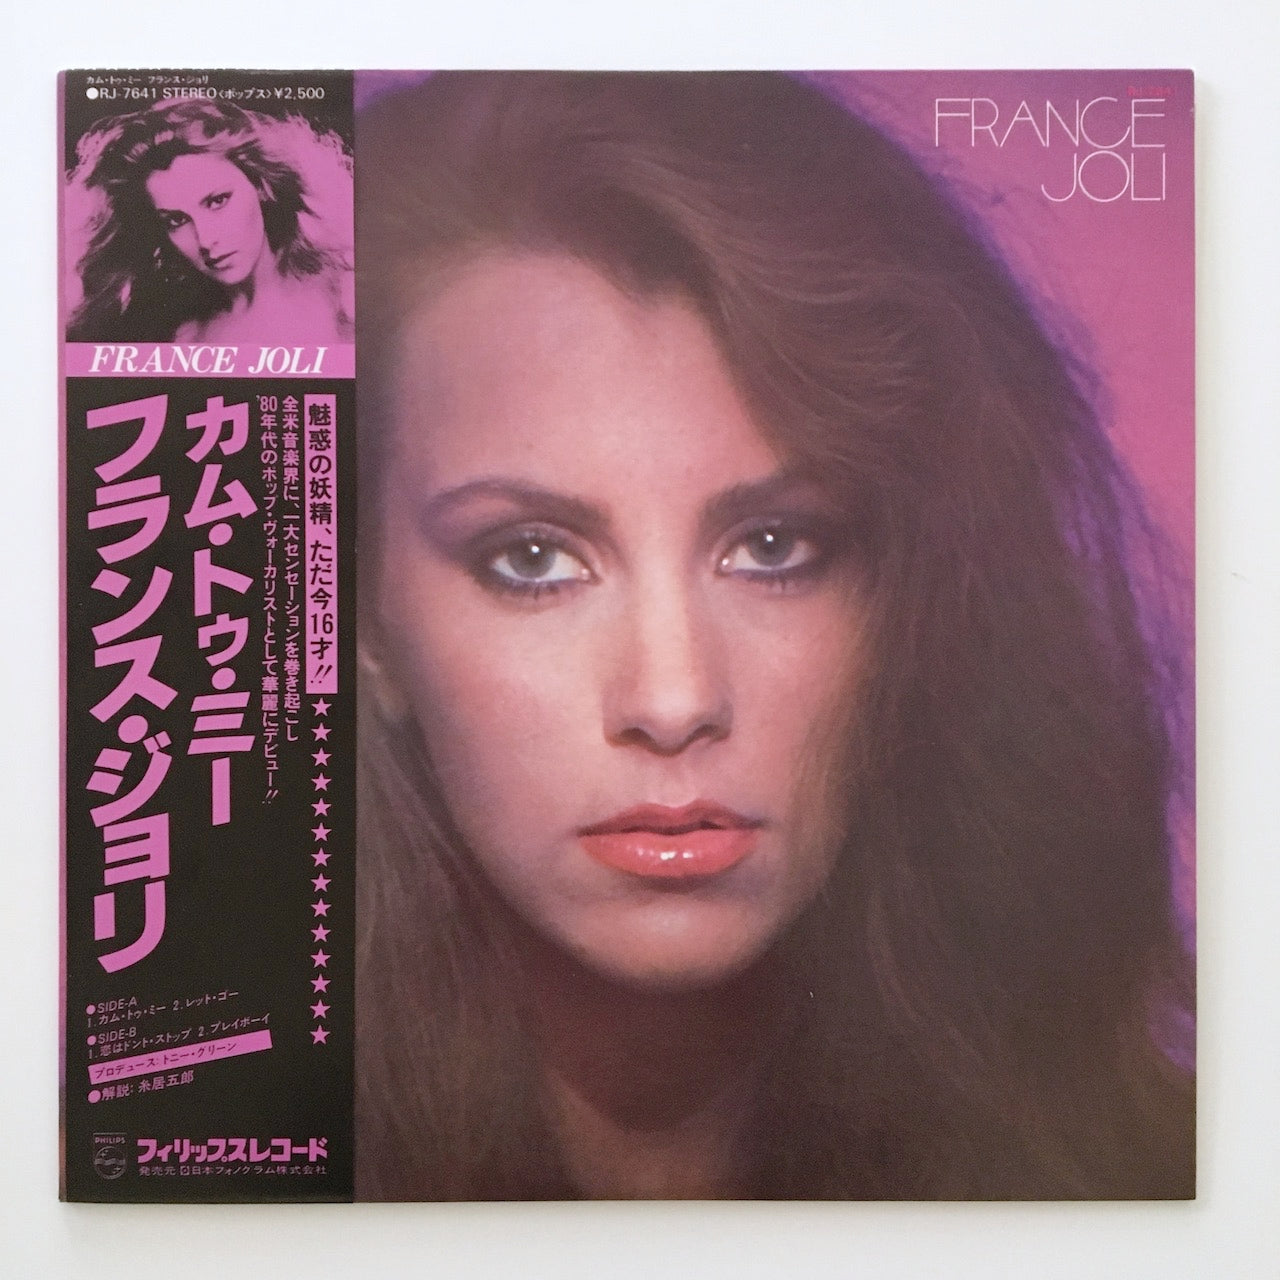 カム・トゥ・ミー フランス・ジョリ
●RJ-7641 STEREO〈ポップス〉¥2,500
FRANCE JOLI
魅惑の妖精、ただ今16才!!
★★★★★★★★★★★★★★
全米音楽界に、一大センセーションを巻き起こし
'80年代のポップ・ヴォーカリストとして華麗にデビュー!!
カム・トゥ・ミー
フランス・ジョリ
●SIDE-A
1.カム・トゥ・ミー 2.レット・ゴー
●SIDE-B
1.恋はドント・ストップ 2.プレイボーイ
プロデュース:トニー・グリーン
●解説:糸居五郎
PHILIPS
フィリップスレコード
発売元 日本フォノグラム株式会社
RJ-7641
FRANCE
JOLI